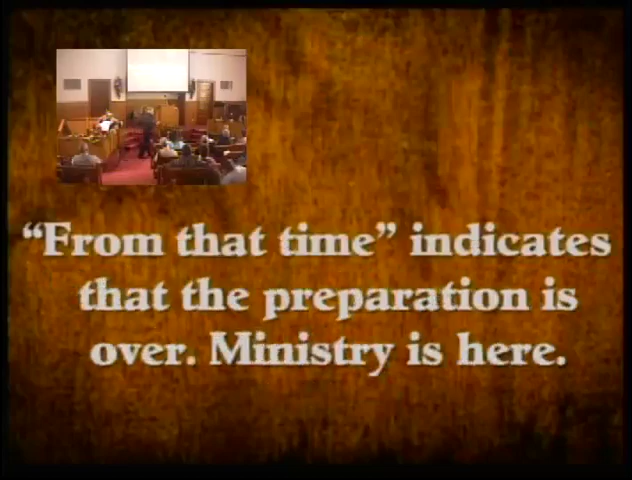 “From that time” indicates
that the preparation is
over. Ministry is here.